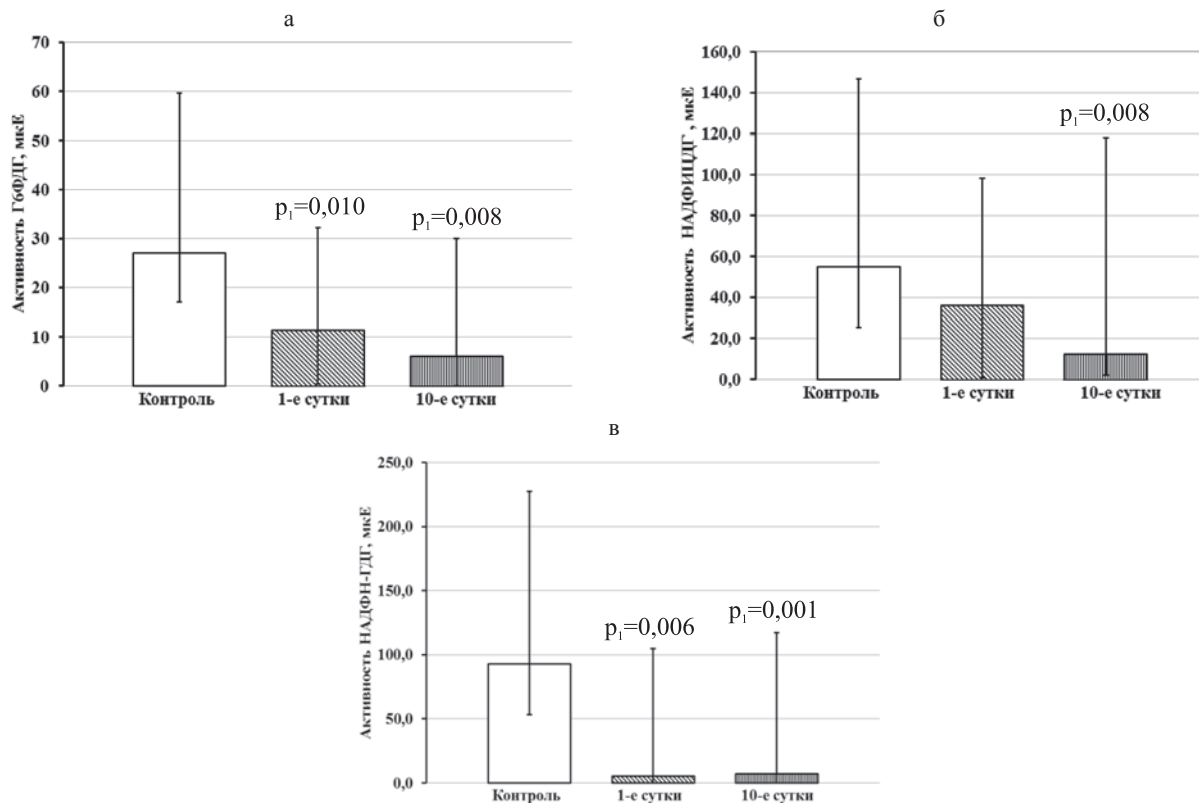 а
Активность Г6ФДГ, мкЕ
70
60
50
40
30
20
10
0
p₁=0,010
p₁=0,008
Контроль
1-е сутки
10-е сутки
б
Активность НАДФИЦДГ , мкЕ
160,0
140,0
120,0
100,0
80,0
60,0
40,0
20,0
0,0
p₁=0,008
Контроль
1-е сутки
10-е сутки
в
Активность НАДФН-ГДГ, мкЕ
250,0
200,0
150,0
100,0
50,0
0,0
p₁=0,006
p₁=0,001
Контроль
1-е сутки
10-е сутки